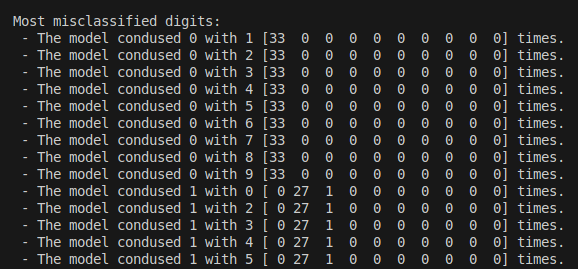 Most misclassified digits:
- The model condused 0 with 1 [33  0  0  0  0  0  0  0  0  0] times.
- The model condused 0 with 2 [33  0  0  0  0  0  0  0  0  0] times.
- The model condused 0 with 3 [33  0  0  0  0  0  0  0  0  0] times.
- The model condused 0 with 4 [33  0  0  0  0  0  0  0  0  0] times.
- The model condused 0 with 5 [33  0  0  0  0  0  0  0  0  0] times.
- The model condused 0 with 6 [33  0  0  0  0  0  0  0  0  0] times.
- The model condused 0 with 7 [33  0  0  0  0  0  0  0  0  0] times.
- The model condused 0 with 8 [33  0  0  0  0  0  0  0  0  0] times.
- The model condused 0 with 9 [33  0  0  0  0  0  0  0  0  0] times.
- The model condused 1 with 0 [ 0 27  1  0  0  0  0  0  0  0] times.
- The model condused 1 with 2 [ 0 27  1  0  0  0  0  0  0  0] times.
- The model condused 1 with 3 [ 0 27  1  0  0  0  0  0  0  0] times.
- The model condused 1 with 4 [ 0 27  1  0  0  0  0  0  0  0] times.
- The model condused 1 with 5 [ 0 27  1  0  0  0  0  0  0  0] times.